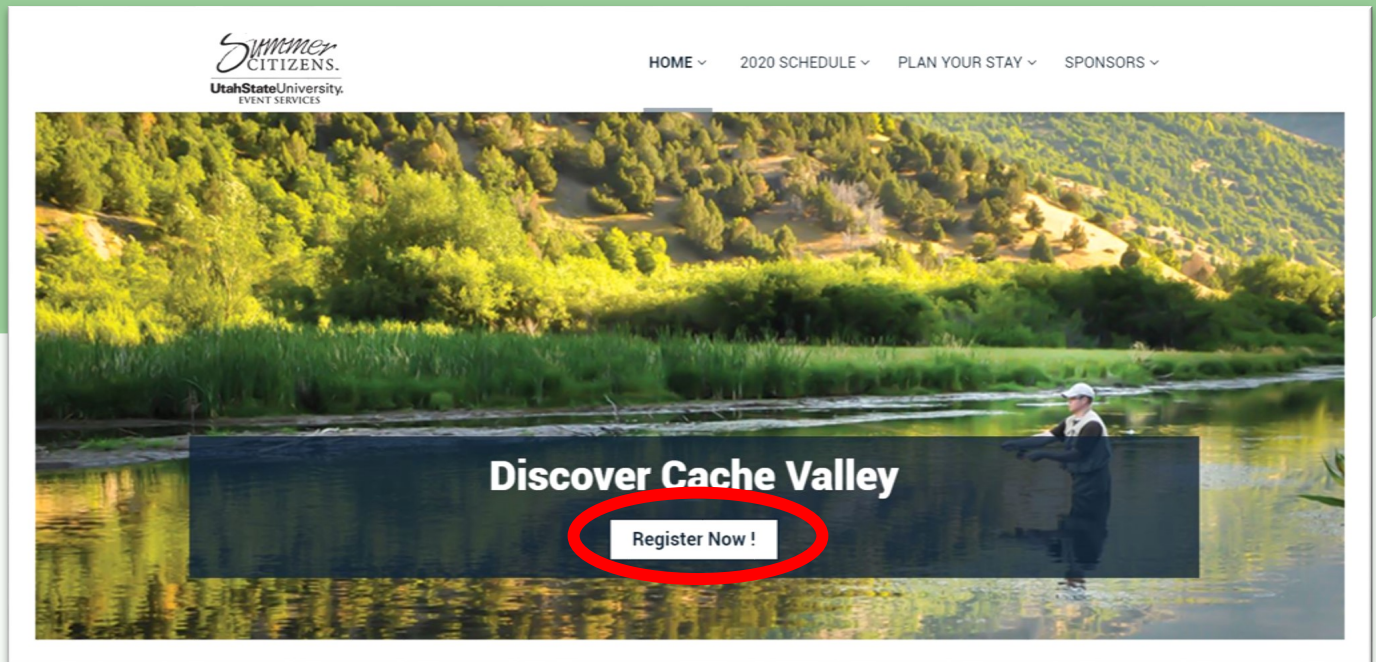 Summer
CITIZENS.
UtahStateUniversity.
EVENT SERVICES
HOME
2020 SCHEDULE
PLAN YOUR STAY
SPONSORS
Discover Cache Valley
Register Now !